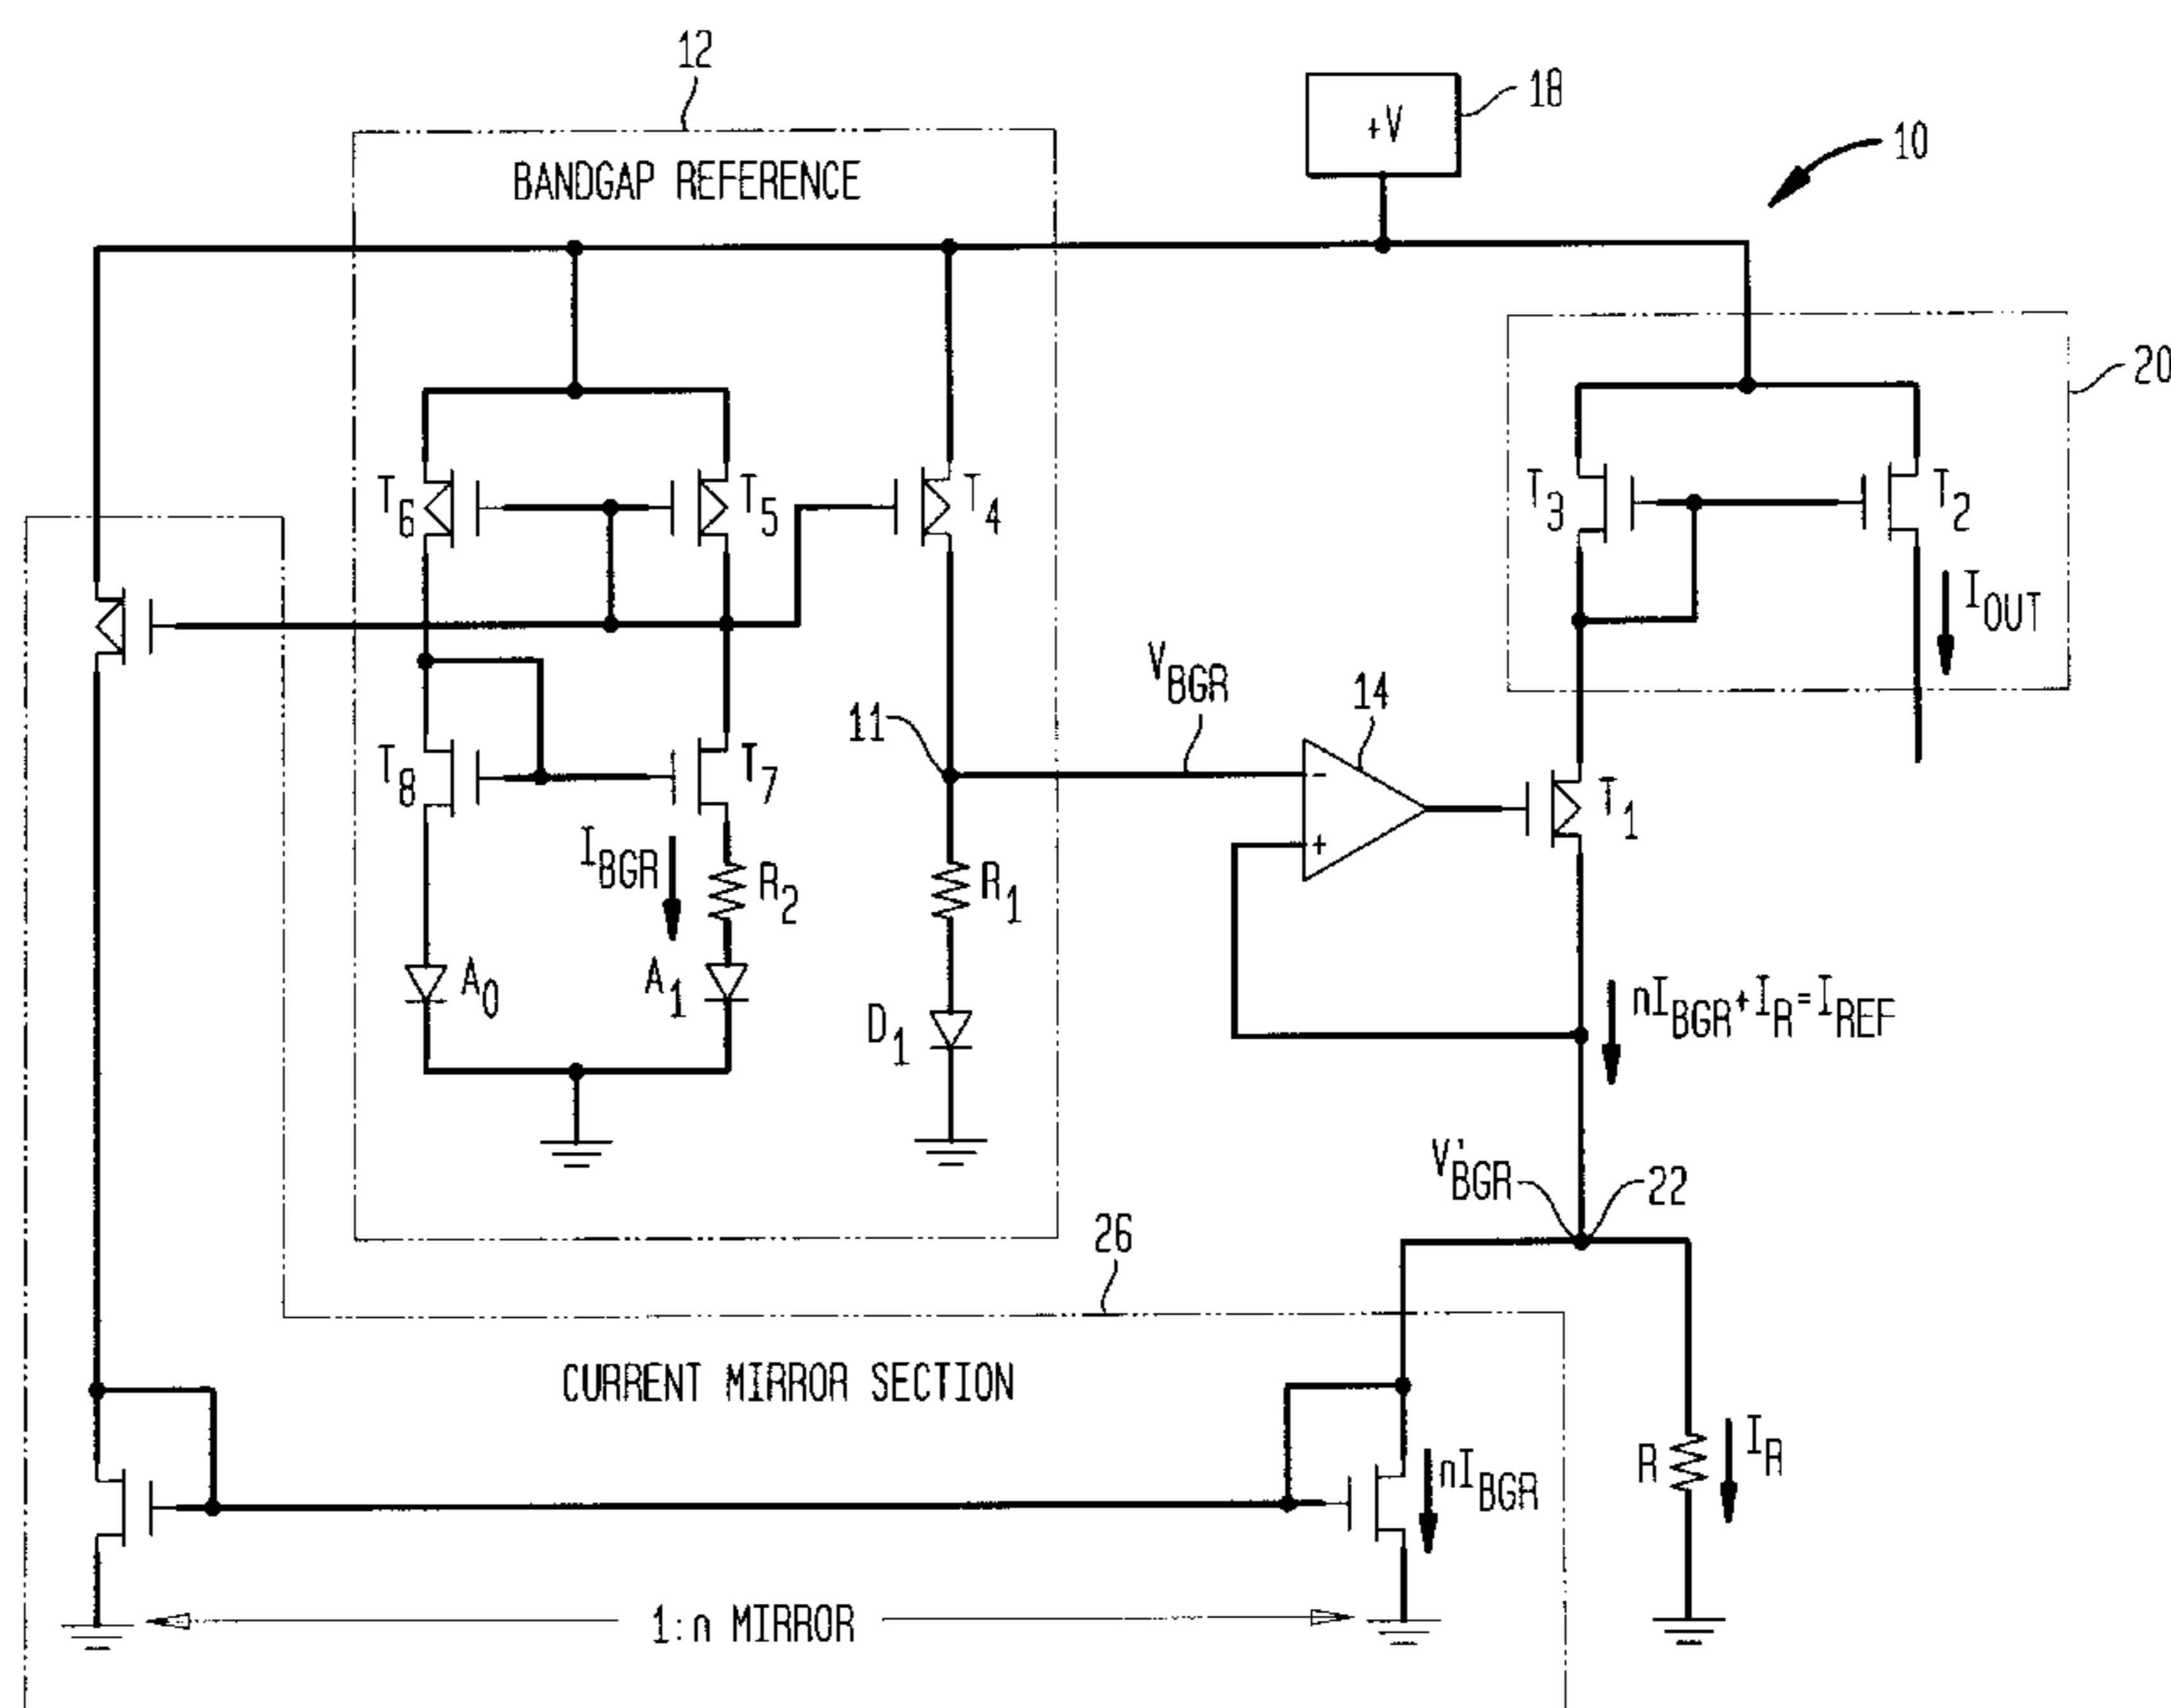 12
+V
18
10
BANDGAP REFERENCE
20
T6
T5
T4
T3
T2
IOUT
VBGR
14
11
T8
T7
T1
IBGR
R2
R1
A0
A1
D1
nIBGR+IR=IREF
V'BGR
22
26
CURRENT MIRROR SECTION
nIBGR
R
IR
1:n MIRROR
-
+